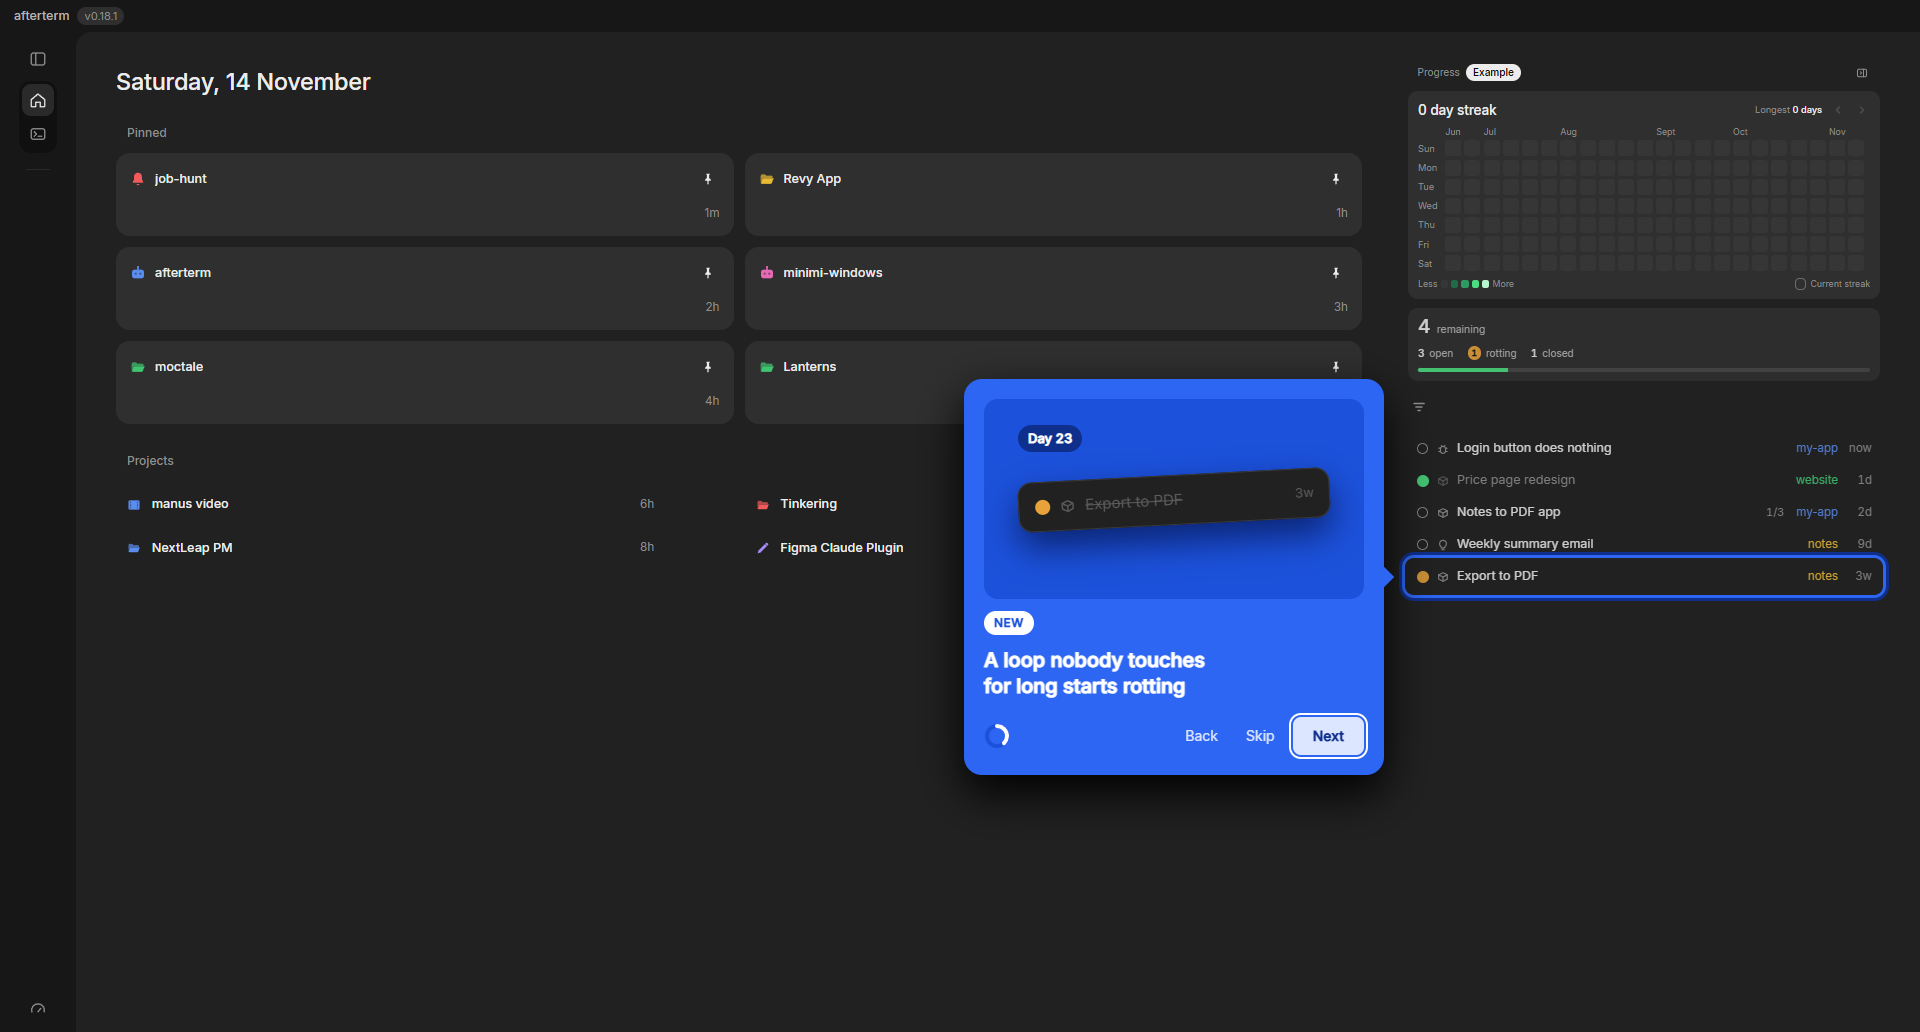 afterterm v0.18.1
Saturday, 14 November
Pinned
job-hunt
1m
Revy App
1h
afterterm
2h
minimi-windows
3h
moctale
4h
Lanterns
Projects
manus video 6h
Tinkering
NextLeap PM 8h
Figma Claude Plugin
Day 23
Export to PDF 3w
NEW
A loop nobody touches
for long starts rotting
Back Skip Next
Progress Example
0 day streak Longest 0 days
Jun Jul Aug Sept Oct Nov
Sun
Mon
Tue
Wed
Thu
Fri
Sat
Less More Current streak
4 remaining
3 open 1 rotting 1 closed
Login button does nothing my-app now
Price page redesign website 1d
Notes to PDF app 1/3 my-app 2d
Weekly summary email notes 9d
Export to PDF notes 3w